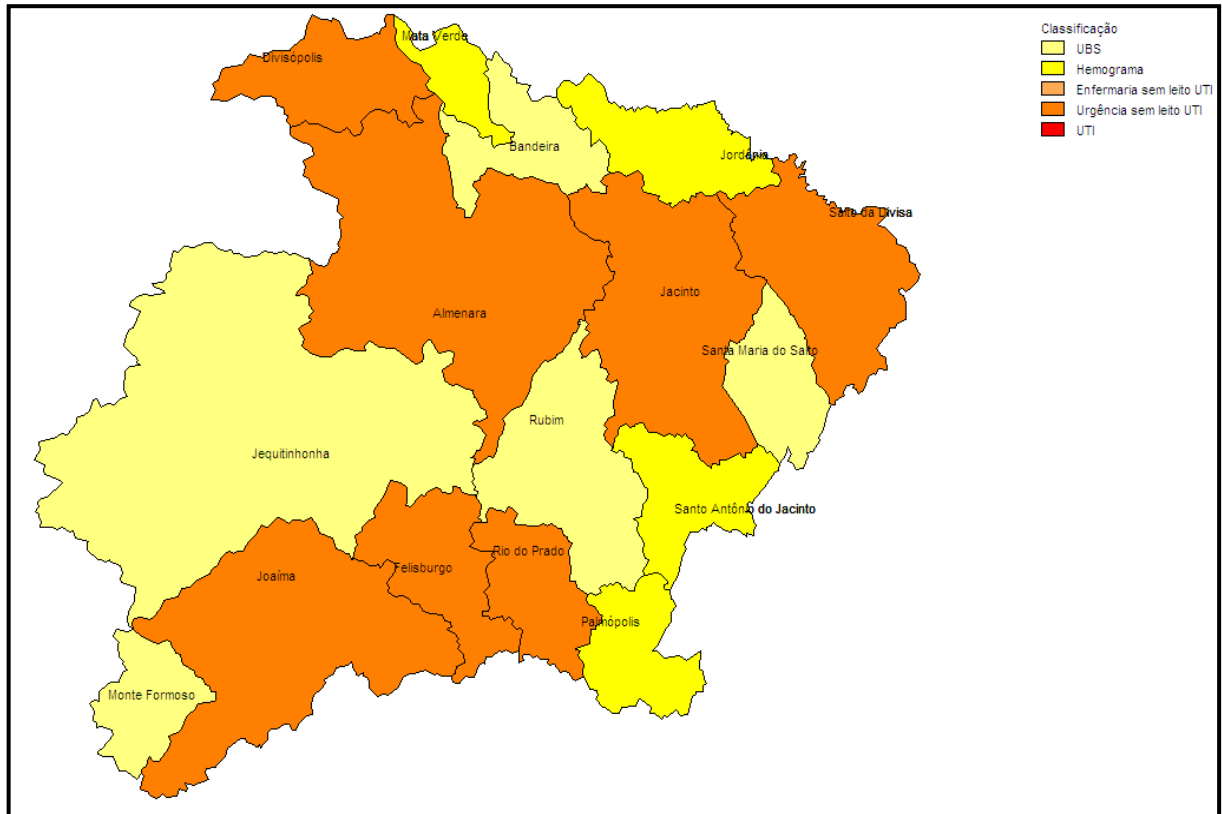 Classificação
UBS
Hemograma
Enfermaria sem leito UTI
Urgência sem leito UTI
UTI
Mata Verde
Divisópolis
Bandeira
Jordânia
Salto da Divisa
Jacinto
Almenara
Santa Maria do Salto
Rubim
Jequitinhonha
Santo Antônio do Jacinto
Rio do Prado
Felisburgo
Joaíma
Palmópolis
Monte Formoso